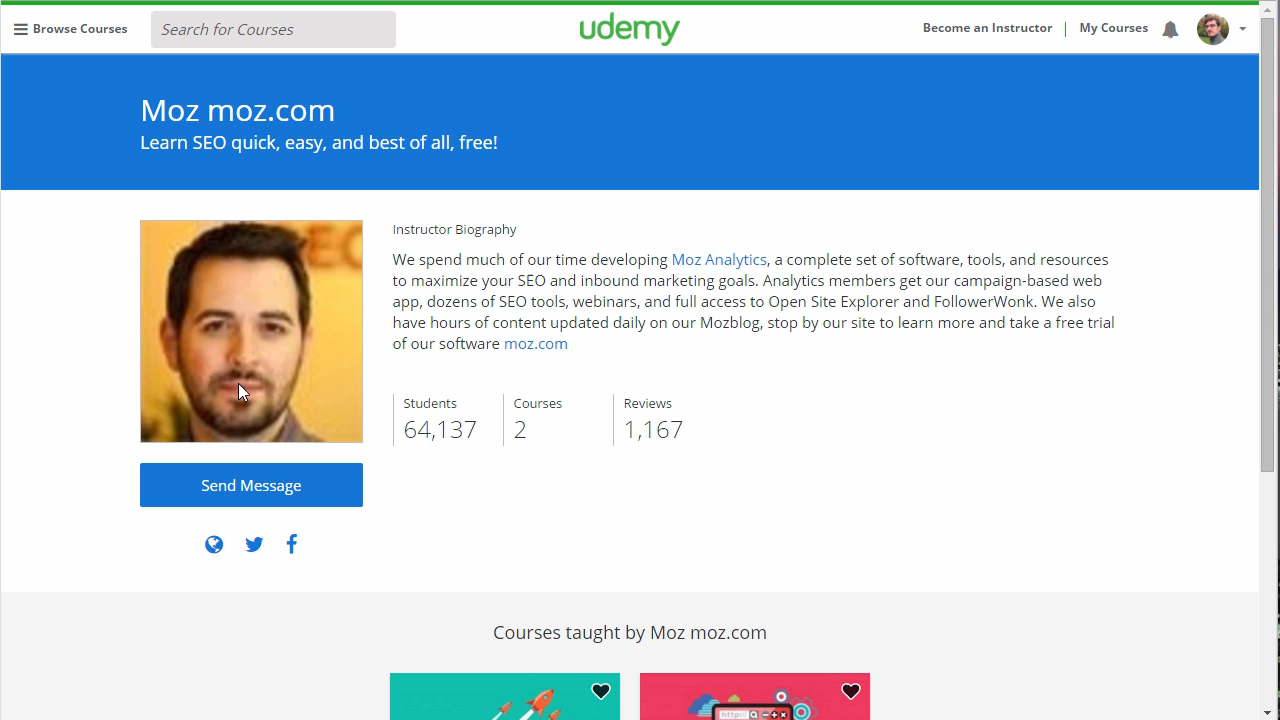 Browse Courses
Search for Courses
udemy
Become an Instructor
My Courses
Moz moz.com
Learn SEO quick, easy, and best of all, free!
Instructor Biography
We spend much of our time developing Moz Analytics, a complete set of software, tools, and resources
to maximize your SEO and inbound marketing goals. Analytics members get our campaign-based web
app, dozens of SEO tools, webinars, and full access to Open Site Explorer and FollowerWonk. We also
have hours of content updated daily on our Mozblog, stop by our site to learn more and take a free trial
of our software moz.com
Students
Courses
Reviews
64,137
2
1,167
Send Message
Courses taught by Moz moz.com
http://